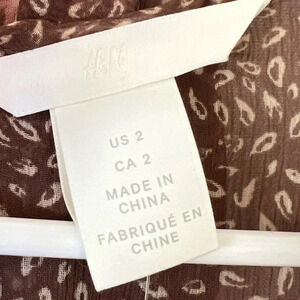 H&M
US 2
CA 2
MADE IN
CHINA
FABRIQUÉ EN
CHINE